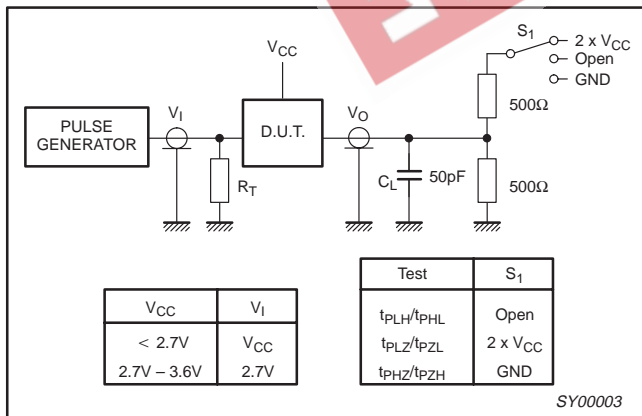 S1
2 x VCC
Open
GND
VCC
500Ω
PULSE
GENERATOR
VI
D.U.T.
VO
RT
CL
50pF
500Ω
VCC VI
< 2.7V VCC
2.7V – 3.6V 2.7V
Test S1
tPLH/tPHL Open
tPLZ/tPZL 2 x VCC
tPHZ/tPZH GND
SY00003